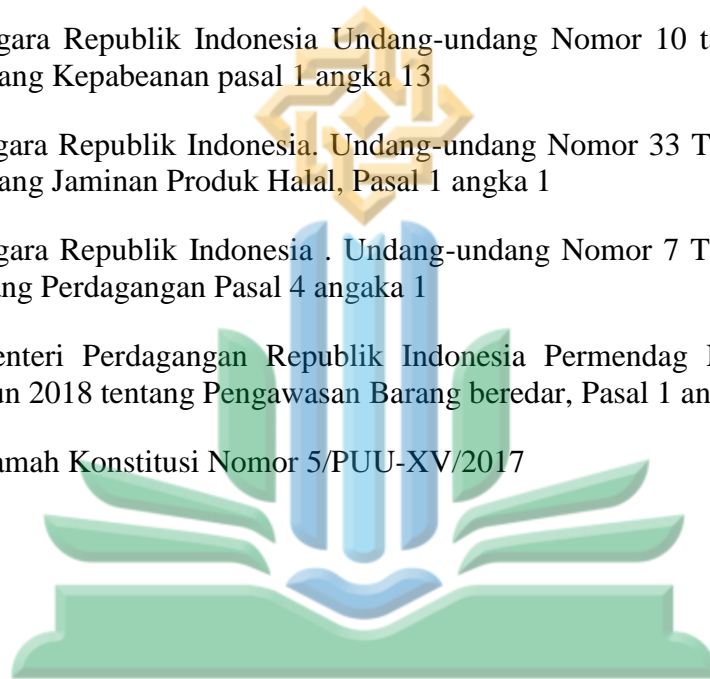 gara Republik Indonesia Undang-undang Nomor 10 t
ang Kepabeanan pasal 1 angka 13
gara Republik Indonesia. Undang-undang Nomor 33 T
ang Jaminan Produk Halal, Pasal 1 angka 1
gara Republik Indonesia . Undang-undang Nomor 7 T
ang Perdagangan Pasal 4 angaka 1
enteri Perdagangan Republik Indonesia Permendag
un 2018 tentang Pengawasan Barang beredar, Pasal 1 an
amah Konstitusi Nomor 5/PUU-XV/2017